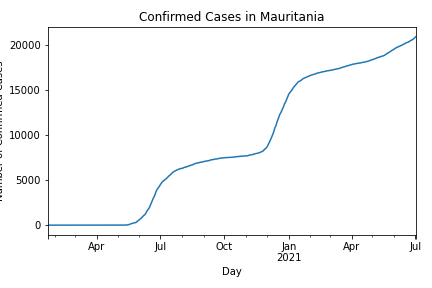 Confirmed Cases in Mauritania
20000
15000
10000
5000
0
Number of Confirmed Cases
Apr
Jul
Oct
Jan
2021
Apr
Jul
Day